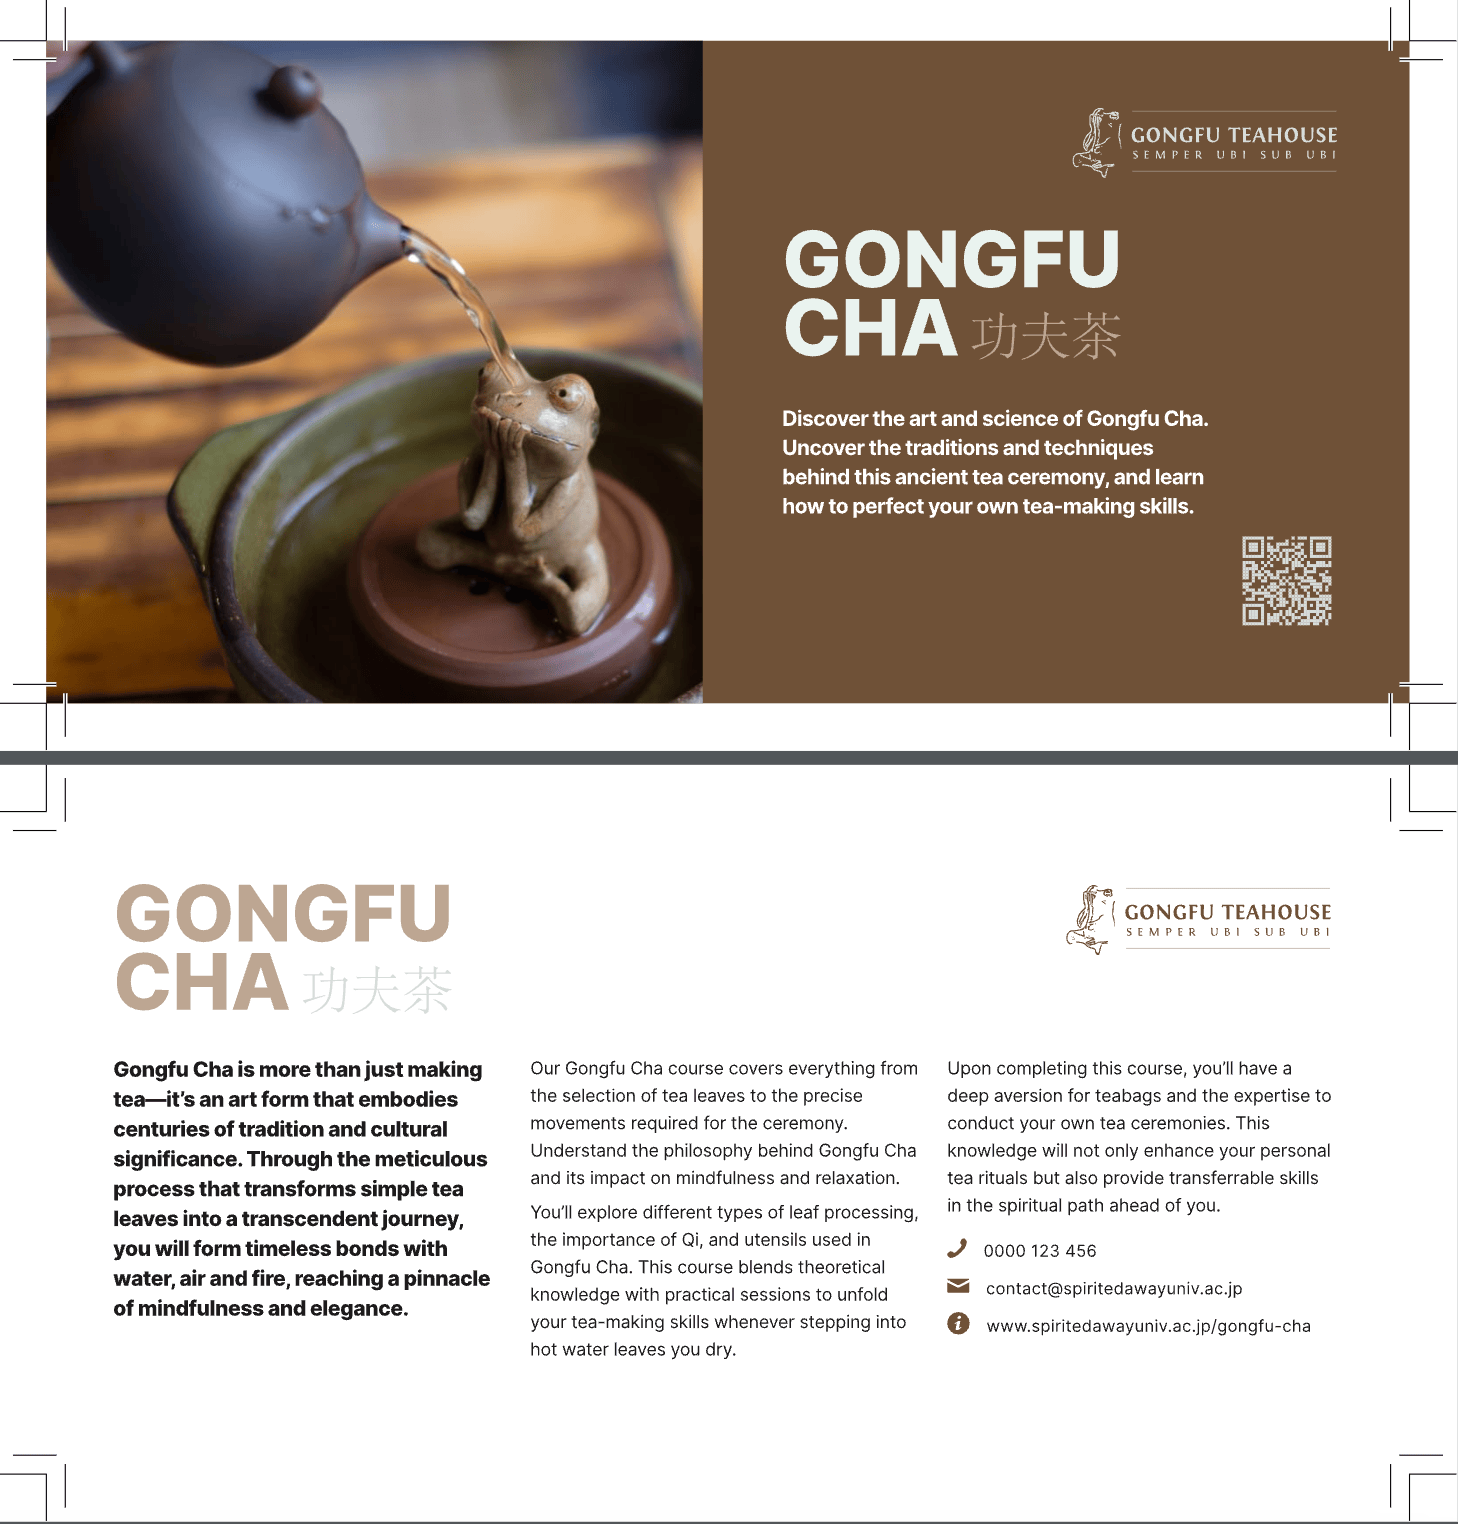 GONGFU TEAHOUSE
SEMPER UBI SUB UBI
GONGFU
CHA 功夫茶
Discover the art and science of Gongfu Cha.
Uncover the traditions and techniques
behind this ancient tea ceremony, and learn
how to perfect your own tea-making skills.
GONGFU
CHA 功夫茶
GONGFU TEAHOUSE
SEMPER UBI SUB UBI
Gongfu Cha is more than just making
tea—it’s an art form that embodies
centuries of tradition and cultural
significance. Through the meticulous
process that transforms simple tea
leaves into a transcendent journey,
you will form timeless bonds with
water, air and fire, reaching a pinnacle
of mindfulness and elegance.
Our Gongfu Cha course covers everything from
the selection of tea leaves to the precise
movements required for the ceremony.
Understand the philosophy behind Gongfu Cha
and its impact on mindfulness and relaxation.
You’ll explore different types of leaf processing,
the importance of Qi, and utensils used in
Gongfu Cha. This course blends theoretical
knowledge with practical sessions to unfold
your tea-making skills whenever stepping into
hot water leaves you dry.
Upon completing this course, you’ll have a
deep aversion for teabags and the expertise to
conduct your own tea ceremonies. This
knowledge will not only enhance your personal
tea rituals but also provide transferrable skills
in the spiritual path ahead of you.
0000 123 456
contact@spiritedawayuniv.ac.jp
www.spiritedawayuniv.ac.jp/gongfu-cha